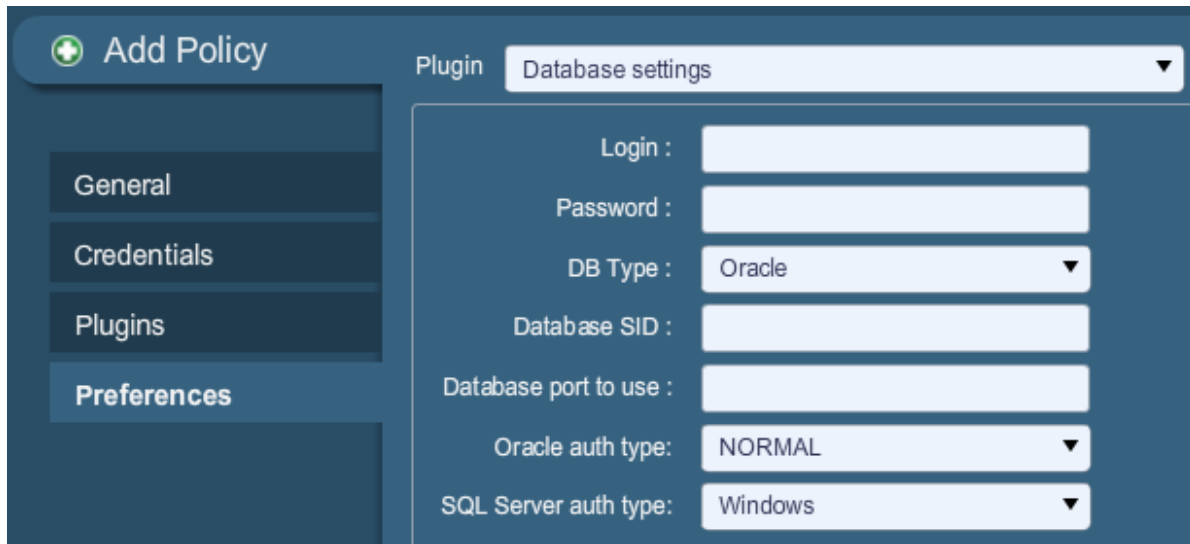 Add Policy
Plugin Database settings
General
Credentials
Plugins
Preferences
Login :
Password :
DB Type : Oracle
Database SID :
Database port to use :
Oracle auth type: NORMAL
SQL Server auth type: Windows